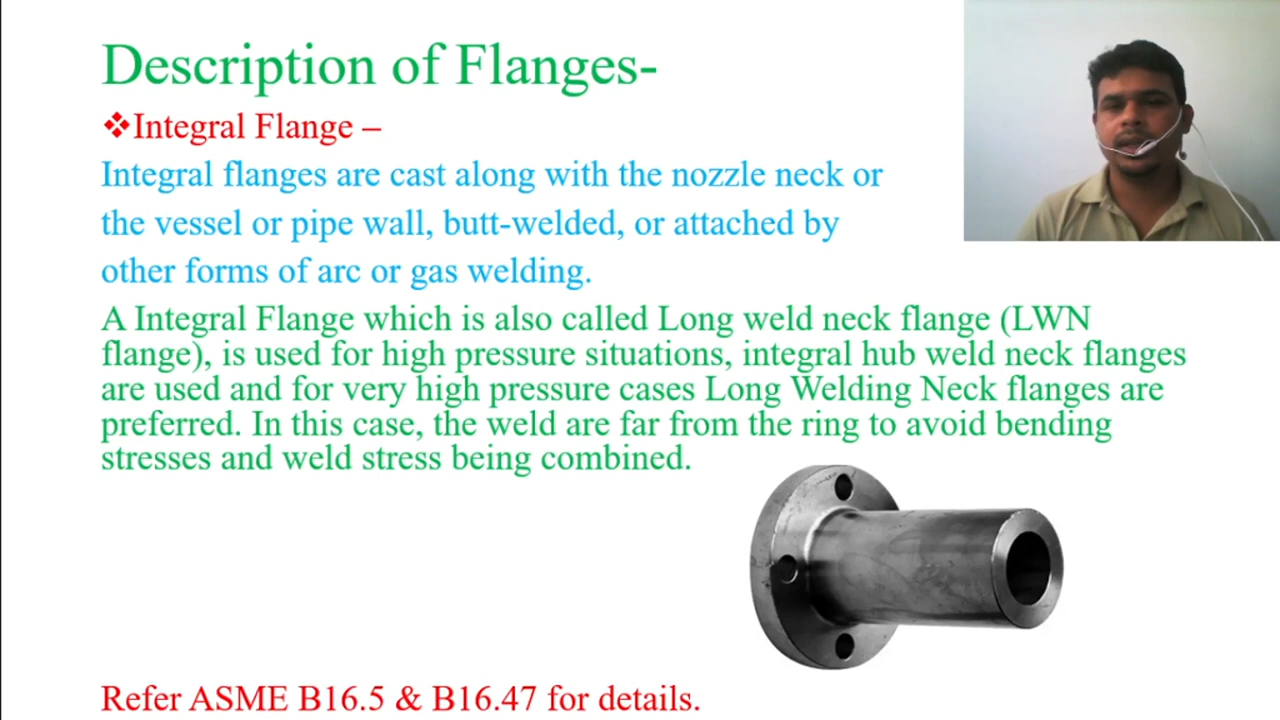 Description of Flanges-
❖Integral Flange –
Integral flanges are cast along with the nozzle neck or
the vessel or pipe wall, butt-welded, or attached by
other forms of arc or gas welding.
A Integral Flange which is also called Long weld neck flange (LWN
flange), is used for high pressure situations, integral hub weld neck flanges
are used and for very high pressure cases Long Welding Neck flanges are
preferred. In this case, the weld are far from the ring to avoid bending
stresses and weld stress being combined.
Refer ASME B16.5 & B16.47 for details.